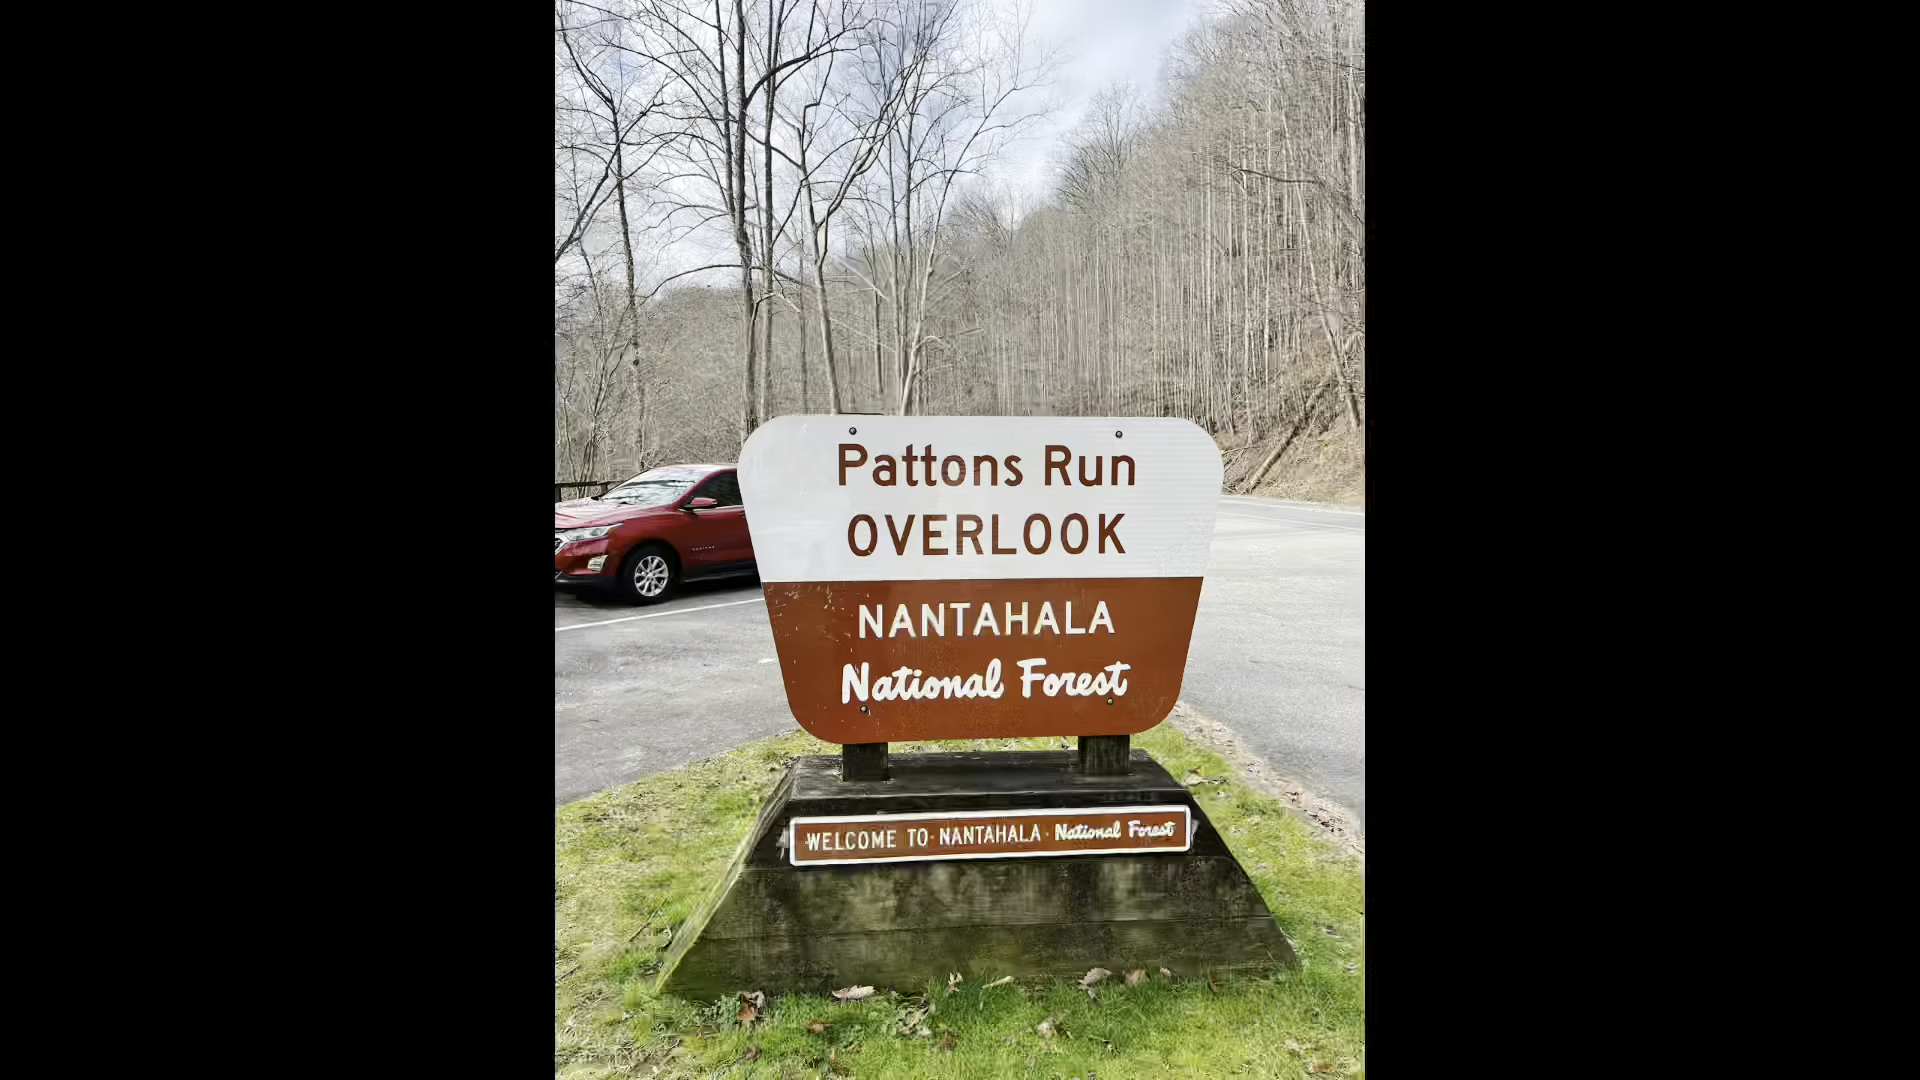 Pattons Run
OVERLOOK
NANTAHALA
National Forest
WELCOME TO · NANTAHALA · National Forest